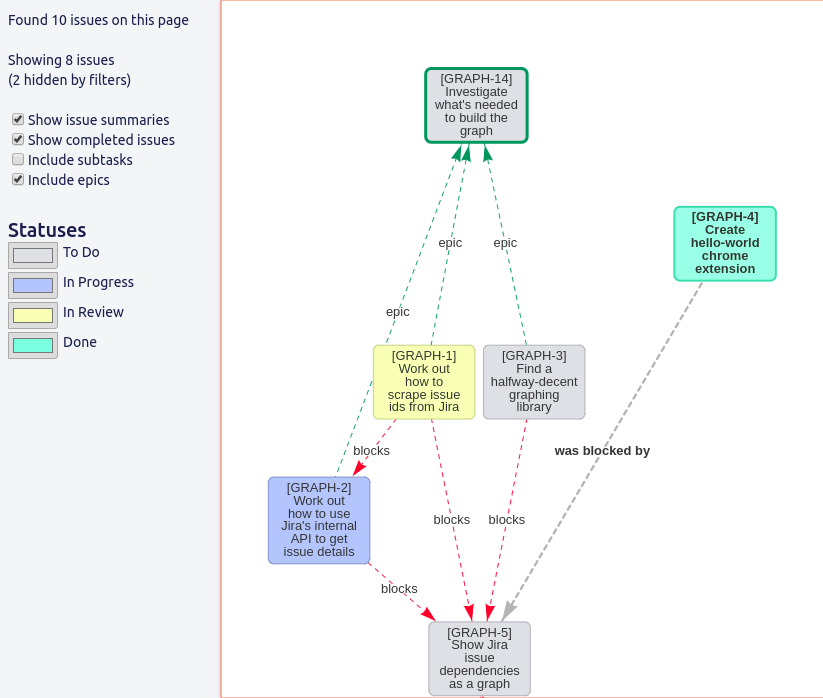 Found 10 issues on this page
Showing 8 issues
(2 hidden by filters)
Show issue summaries
Show completed issues
Include subtasks
Include epics
Statuses
To Do
In Progress
In Review
Done
[GRAPH-14]
Investigate
what's needed
to build the
graph
[GRAPH-4]
Create
hello-world
chrome
extension
epic
epic
epic
[GRAPH-1]
Work out
how to
scrape issue
ids from Jira
[GRAPH-3]
Find a
halfway-decent
graphing
library
blocks
was blocked by
[GRAPH-2]
Work out
how to use
Jira's internal
API to get
issue details
blocks
blocks
blocks
[GRAPH-5]
Show Jira
issue
dependencies
as a graph